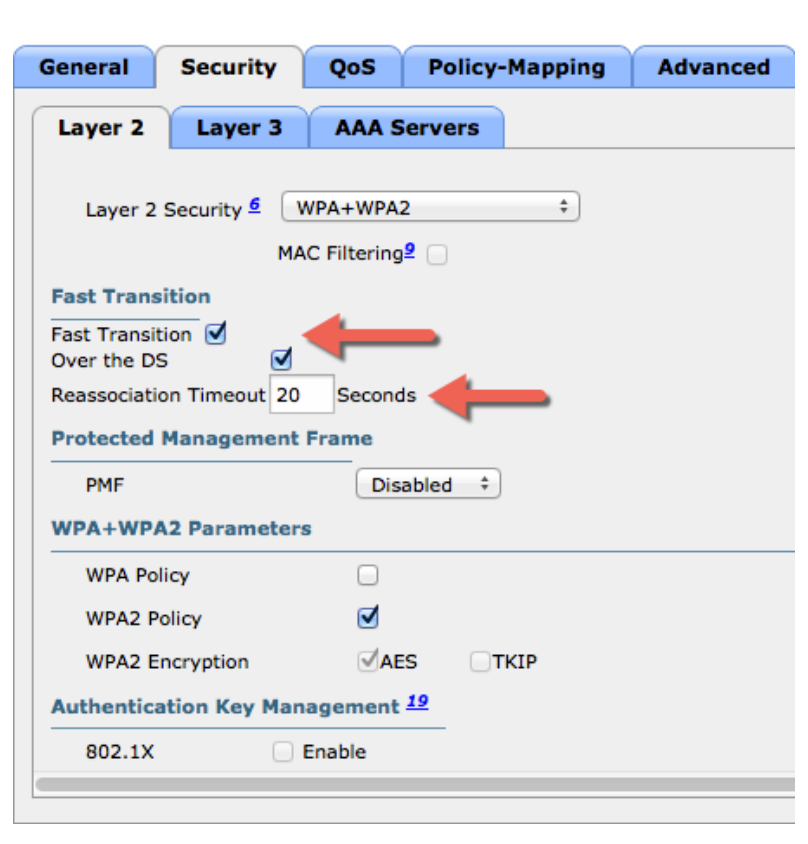 General Security QoS Policy-Mapping Advanced
Layer 2 Layer 3 AAA Servers
Layer 2 Security 6 WPA+WPA2
MAC Filtering9
Fast Transition
Fast Transition
Over the DS
Reassociation Timeout 20 Seconds
Protected Management Frame
PMF Disabled
WPA+WPA2 Parameters
WPA Policy
WPA2 Policy
WPA2 Encryption AES TKIP
Authentication Key Management 19
802.1X Enable